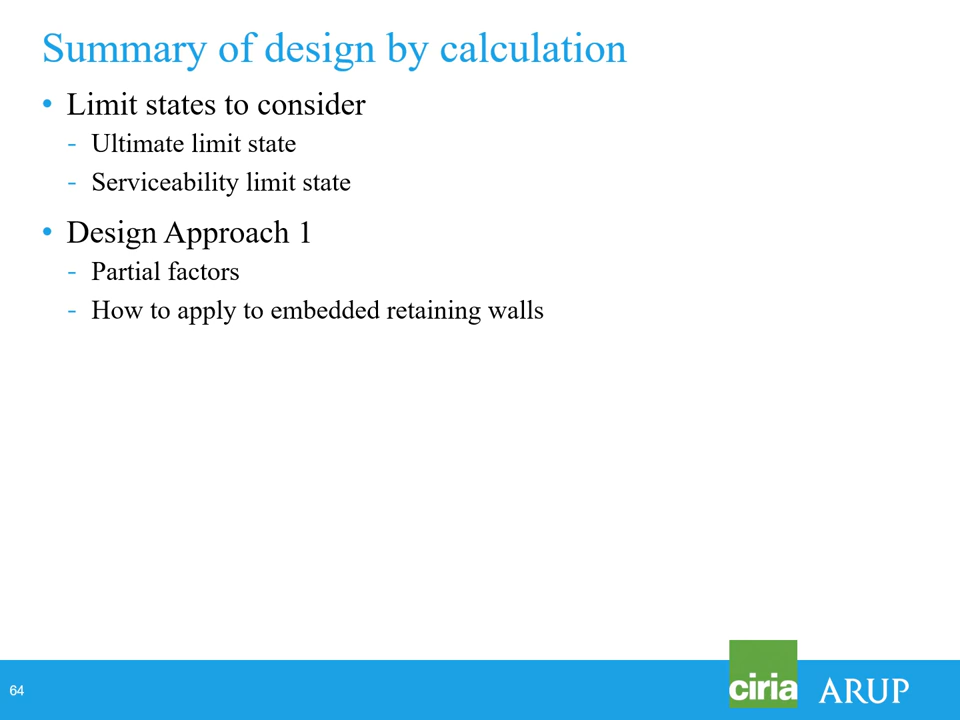 Summary of design by calculation
• Limit states to consider
- Ultimate limit state
- Serviceability limit state
• Design Approach 1
- Partial factors
- How to apply to embedded retaining walls
64
ciria
ARUP